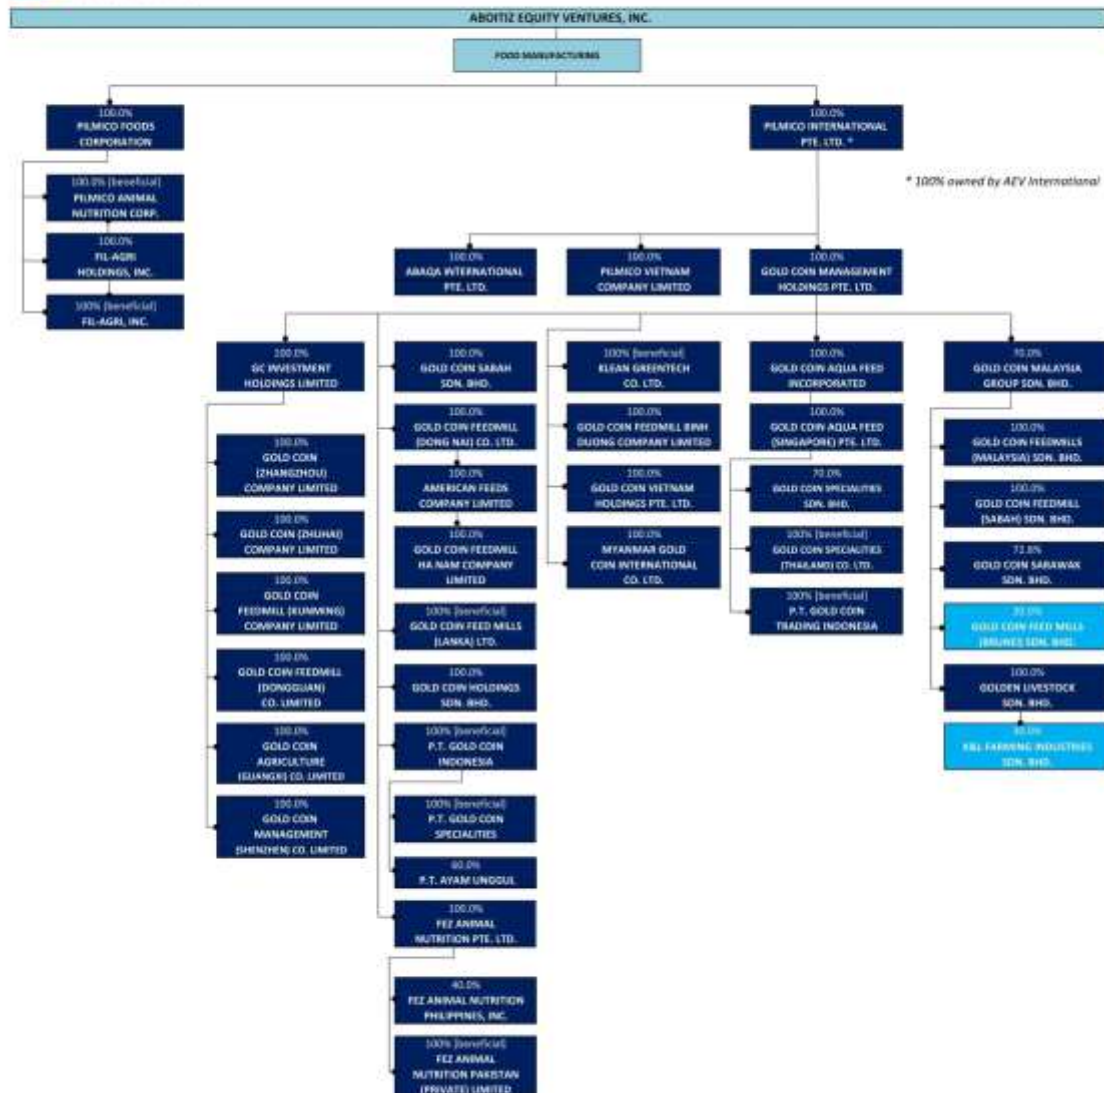 ABOITIZ EQUITY VENTURES, INC.
FOOD MANUFACTURING
100.0%
PILMICO FOODS
CORPORATION
100.0%
PILMICO INTERNATIONAL
PTE. LTD. *
* 100% owned by AEV International
100.0% (beneficial)
PILMICO ANIMAL
NUTRITION CORP.
100.0%
FIL-AGRI
HOLDINGS, INC.
100% (beneficial)
FIL-AGRI, INC.
100.0%
ABAQA INTERNATIONAL
PTE. LTD.
100.0%
PILMICO VIETNAM
COMPANY LIMITED
100.0%
GOLD COIN MANAGEMENT
HOLDINGS PTE. LTD.
100.0%
GC INVESTMENT
HOLDINGS LIMITED
100.0%
GOLD COIN
(ZHANGZHOU)
COMPANY LIMITED
100.0%
GOLD COIN (ZHUHAI)
COMPANY LIMITED
100.0%
GOLD COIN
FEEDMILL (KUNMING)
COMPANY LIMITED
100.0%
GOLD COIN FEEDMILL
(DONGGUAN)
CO. LIMITED
100.0%
GOLD COIN
AGRICULTURE
(GUANGXI) CO. LIMITED
100.0%
GOLD COIN
MANAGEMENT
(SHENZHEN) CO. LIMITED
100.0%
GOLD COIN SABAH
SDN. BHD.
100.0%
GOLD COIN FEEDMILL
(DONG NAI) CO. LTD.
100.0%
AMERICAN FEEDS
COMPANY LIMITED
100.0%
GOLD COIN FEEDMILL
HA NAM COMPANY
LIMITED
100% (beneficial)
GOLD COIN FEED MILLS
(LANKA) LTD.
100.0%
GOLD COIN HOLDINGS
SDN. BHD.
100% (beneficial)
P.T. GOLD COIN
INDONESIA
100% (beneficial)
P.T. GOLD COIN
SPECIALITIES
60.0%
P.T. AYAM UNGGUL
100.0%
FEZ ANIMAL
NUTRITION PTE. LTD.
40.0%
FEZ ANIMAL NUTRITION
PHILIPPINES, INC.
100% (beneficial)
FEZ ANIMAL
NUTRITION PAKISTAN
(PRIVATE) LIMITED
100% (beneficial)
KLEAN GREENTECH
CO. LTD.
100.0%
GOLD COIN FEEDMILL BINH
DUONG COMPANY LIMITED
100.0%
GOLD COIN VIETNAM
HOLDINGS PTE. LTD.
100.0%
MYANMAR GOLD
COIN INTERNATIONAL
CO. LTD.
100.0%
GOLD COIN AQUA FEED
INCORPORATED
100.0%
GOLD COIN AQUA FEED
(SINGAPORE) PTE. LTD.
70.0%
GOLD COIN SPECIALITIES
SDN. BHD.
100% (beneficial)
GOLD COIN SPECIALITIES
(THAILAND) CO. LTD.
100% (beneficial)
P.T. GOLD COIN
TRADING INDONESIA
70.0%
GOLD COIN MALAYSIA
GROUP SDN. BHD.
100.0%
GOLD COIN FEEDMILLS
(MALAYSIA) SDN. BHD.
100.0%
GOLD COIN FEEDMILL
(SABAH) SDN. BHD.
72.8%
GOLD COIN SARAWAK
SDN. BHD.
GOLD COIN FEED MILLS
(BRUNEI) SDN. BHD.
100.0%
GOLDEN LIVESTOCK
SDN. BHD.
FARMING INDUSTRIES
SDN. BHD.